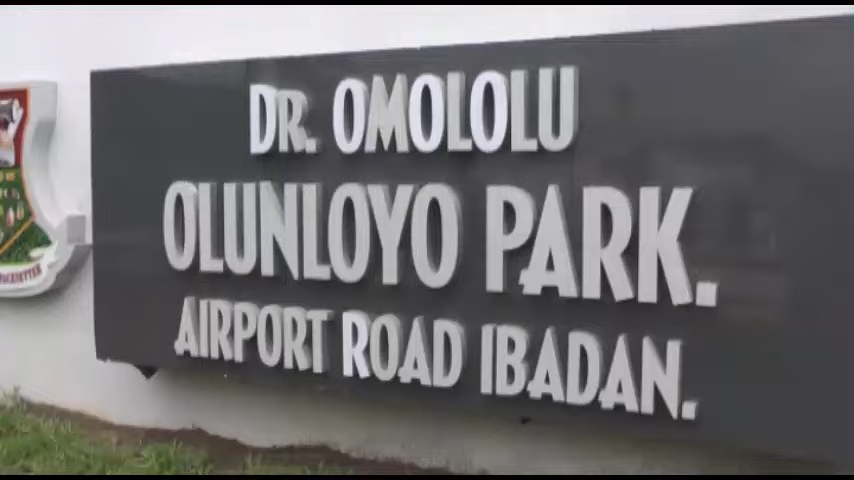 DR. OMOLOLU
OLUNLOYO PARK.
AIRPORT ROAD IBADAN.